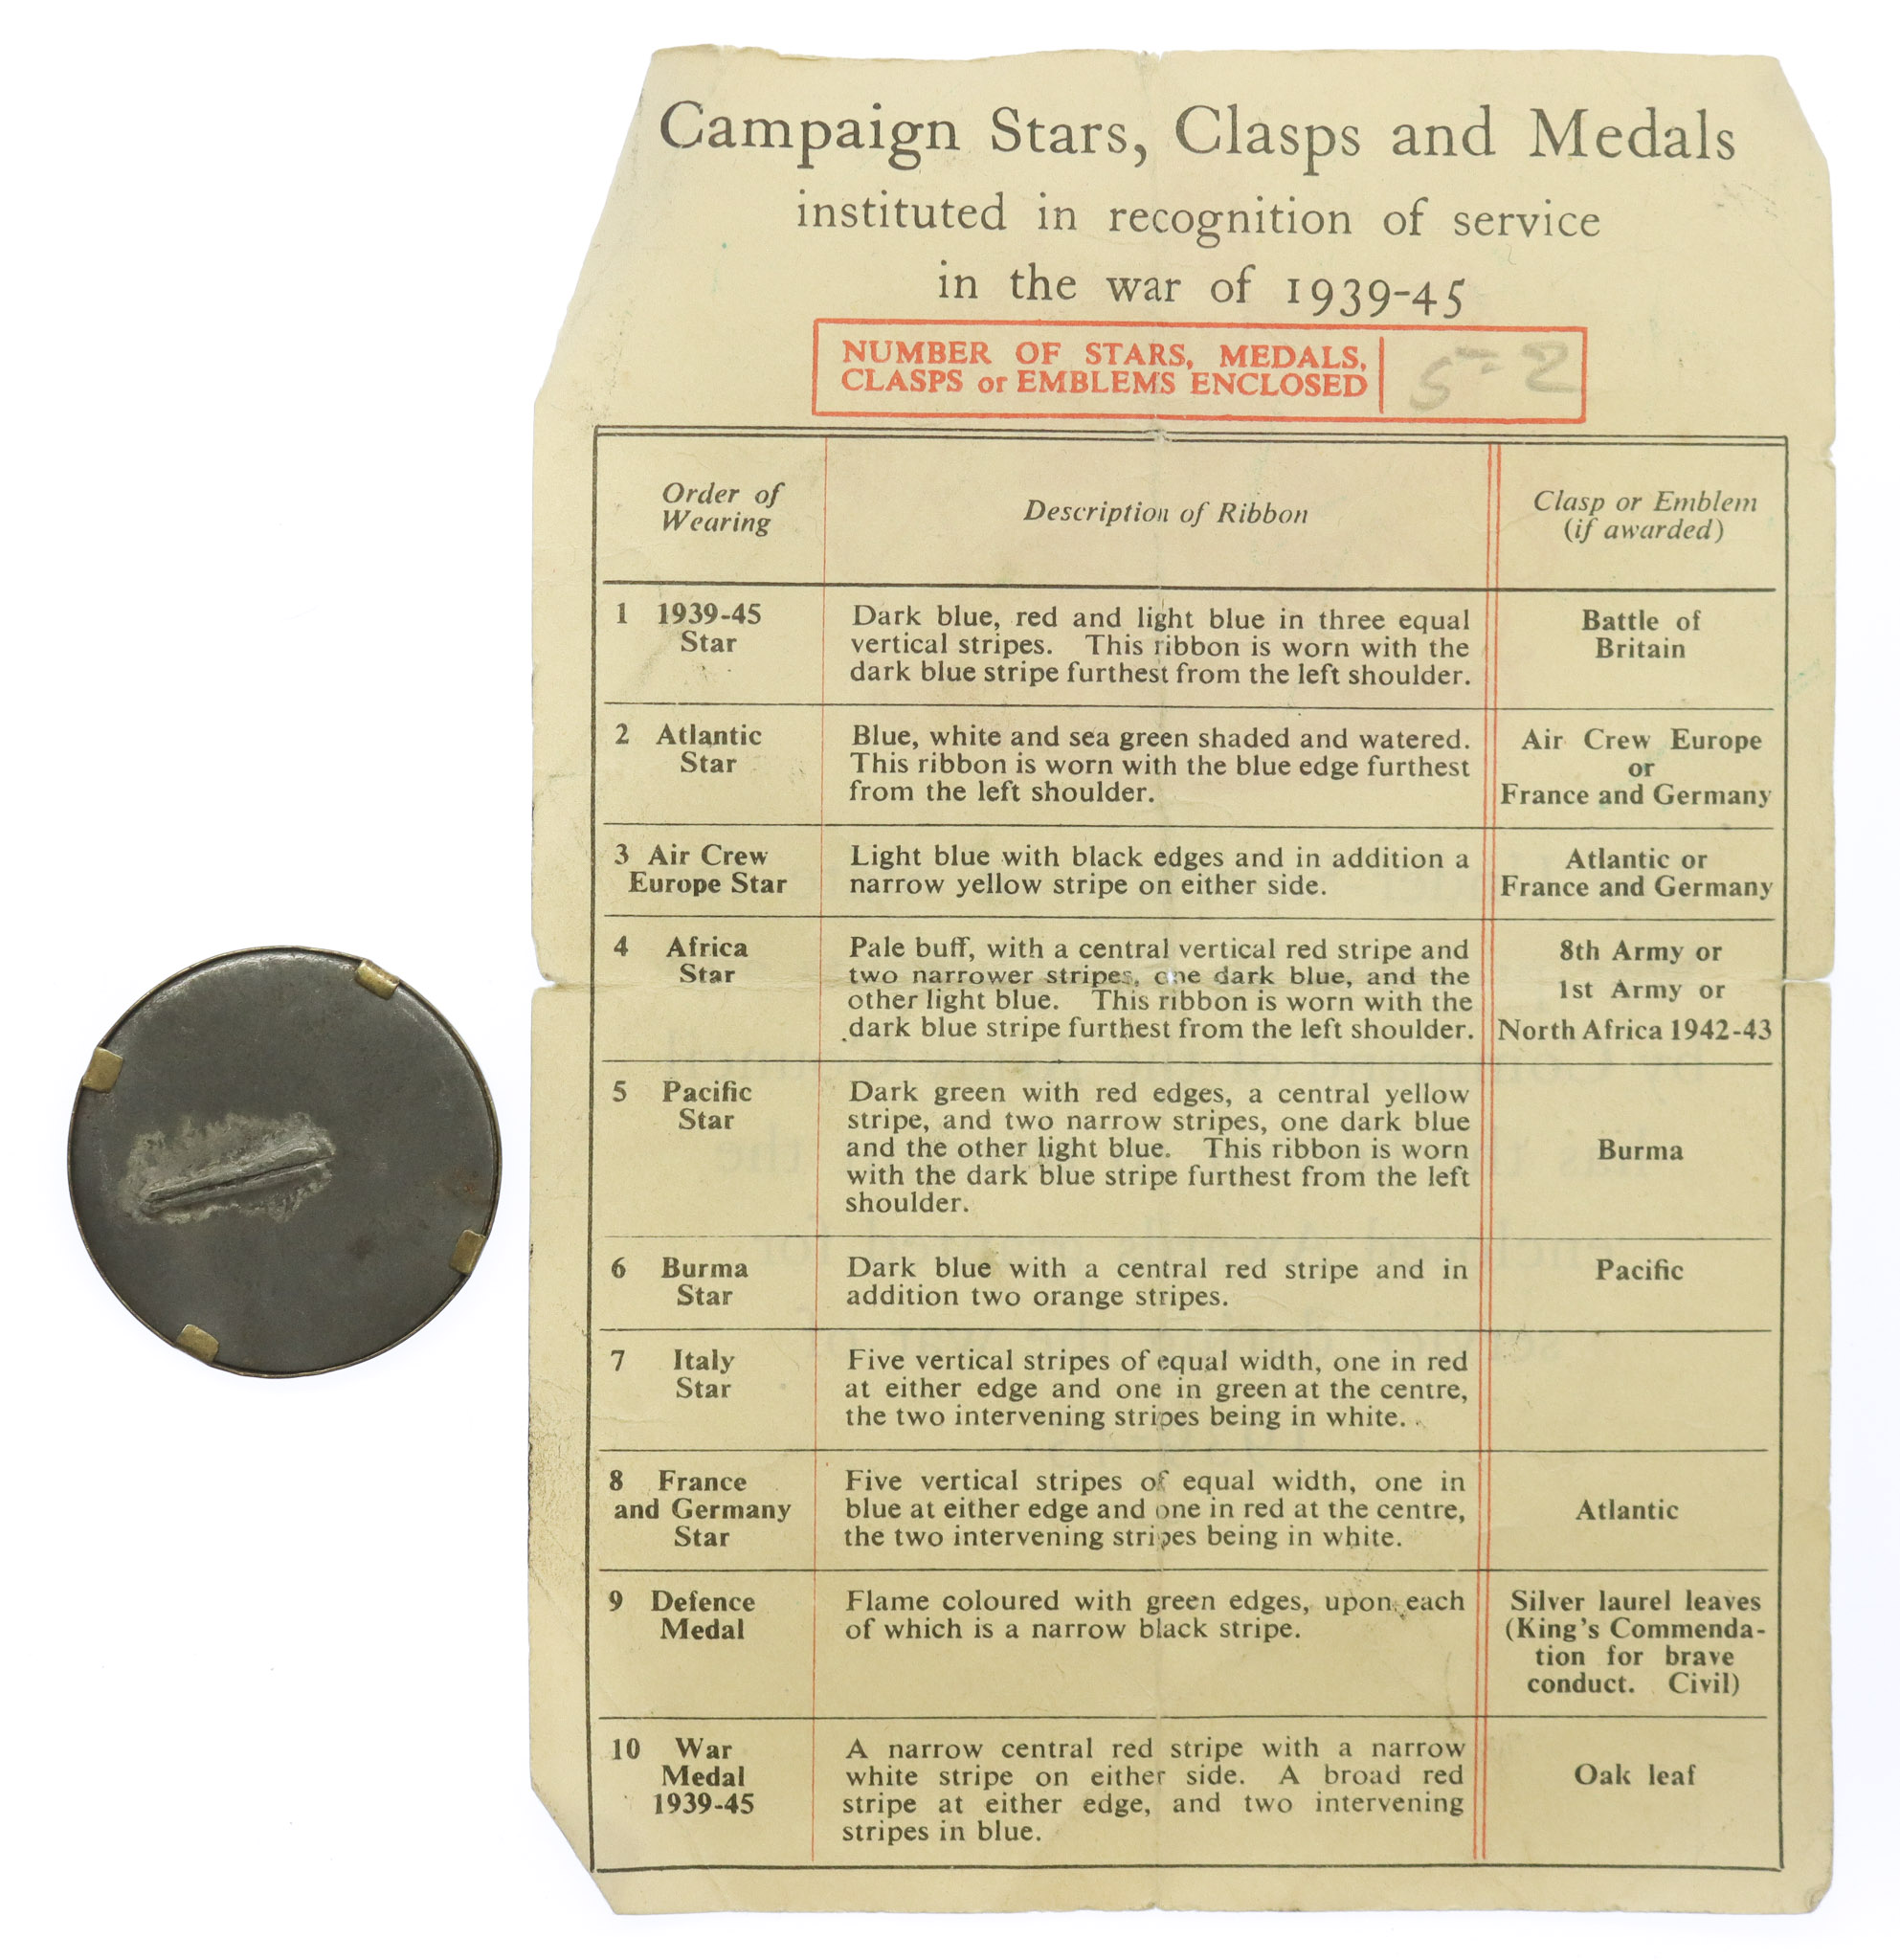 Campaign Stars, Clasps and Medals
instituted in recognition of service
in the war of 1939-45
NUMBER OF STARS, MEDALS,
CLASPS or EMBLEMS ENCLOSED
5-2
Order of
Wearing
Description of Ribbon
Clasp or Emblem
(if awarded)
1 1939-45
Star
Dark blue, red and light blue in three equal
vertical stripes. This ribbon is worn with the
dark blue stripe furthest from the left shoulder.
Battle of
Britain
2 Atlantic
Star
Blue, white and sea green shaded and watered.
This ribbon is worn with the blue edge furthest
from the left shoulder.
Air Crew Europe
or
France and Germany
3 Air Crew
Europe Star
Light blue with black edges and in addition a
narrow yellow stripe on either side.
Atlantic or
France and Germany
4 Africa
Star
Pale buff, with a central vertical red stripe and
two narrower stripes, one dark blue, and the
other light blue. This ribbon is worn with the
dark blue stripe furthest from the left shoulder.
8th Army or
1st Army or
North Africa 1942-43
5 Pacific
Star
Dark green with red edges, a central yellow
stripe, and two narrow stripes, one dark blue
and the other light blue. This ribbon is worn
with the dark blue stripe furthest from the left
shoulder.
Burma
6 Burma
Star
Dark blue with a central red stripe and in
addition two orange stripes.
Pacific
7 Italy
Star
Five vertical stripes of equal width, one in red
at either edge and one in green at the centre,
the two intervening stripes being in white.
8 France
and Germany
Star
Five vertical stripes of equal width, one in
blue at either edge and one in red at the centre,
the two intervening stripes being in white.
Atlantic
9 Defence
Medal
Flame coloured with green edges, upon each
of which is a narrow black stripe.
Silver laurel leaves
(King's Commenda-
tion for brave
conduct. Civil)
10 War
Medal
1939-45
A narrow central red stripe with a narrow
white stripe on either side. A broad red
stripe at either edge, and two intervening
stripes in blue.
Oak leaf